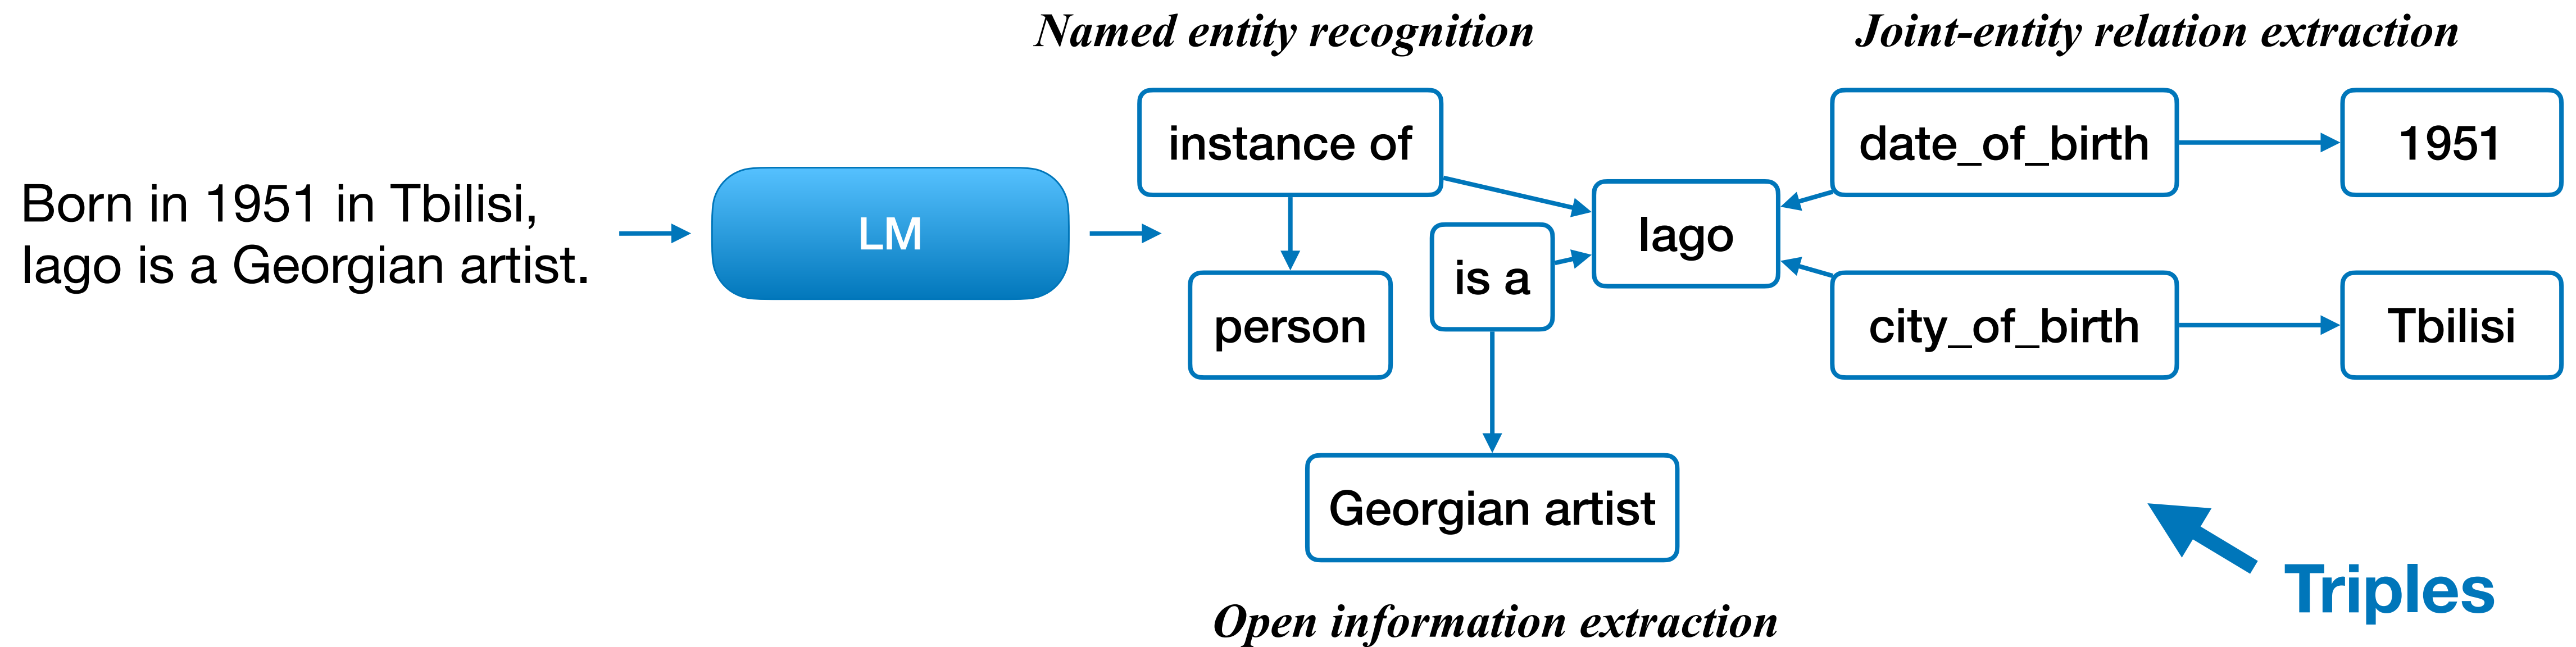 Named entity recognition
Joint-entity relation extraction
Born in 1951 in Tbilisi,
Iago is a Georgian artist.
LM
instance of
person
is a
Georgian artist
Iago
date_of_birth
1951
city_of_birth
Tbilisi
Open information extraction
Triples